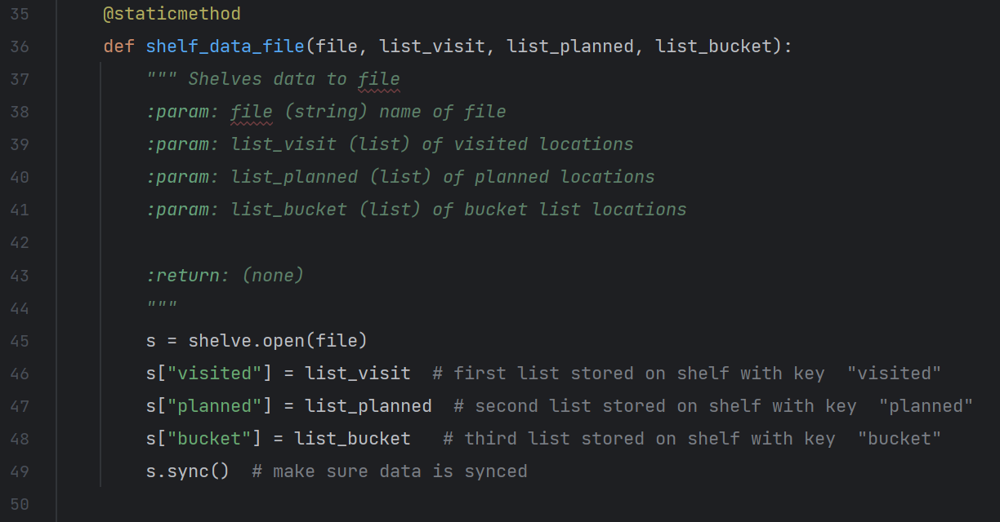 35 @staticmethod
36 def shelf_data_file(file, list_visit, list_planned, list_bucket):
37 """ Shelves data to file
38 :param: file (string) name of file
39 :param: list_visit (list) of visited locations
40 :param: list_planned (list) of planned locations
41 :param: list_bucket (list) of bucket list locations
42
43 :return: (none)
44 """
45 s = shelve.open(file)
46 s["visited"] = list_visit  # first list stored on shelf with key  "visited"
47 s["planned"] = list_planned  # second list stored on shelf with key  "planned"
48 s["bucket"] = list_bucket   # third list stored on shelf with key  "bucket"
49 s.sync()  # make sure data is synced
50